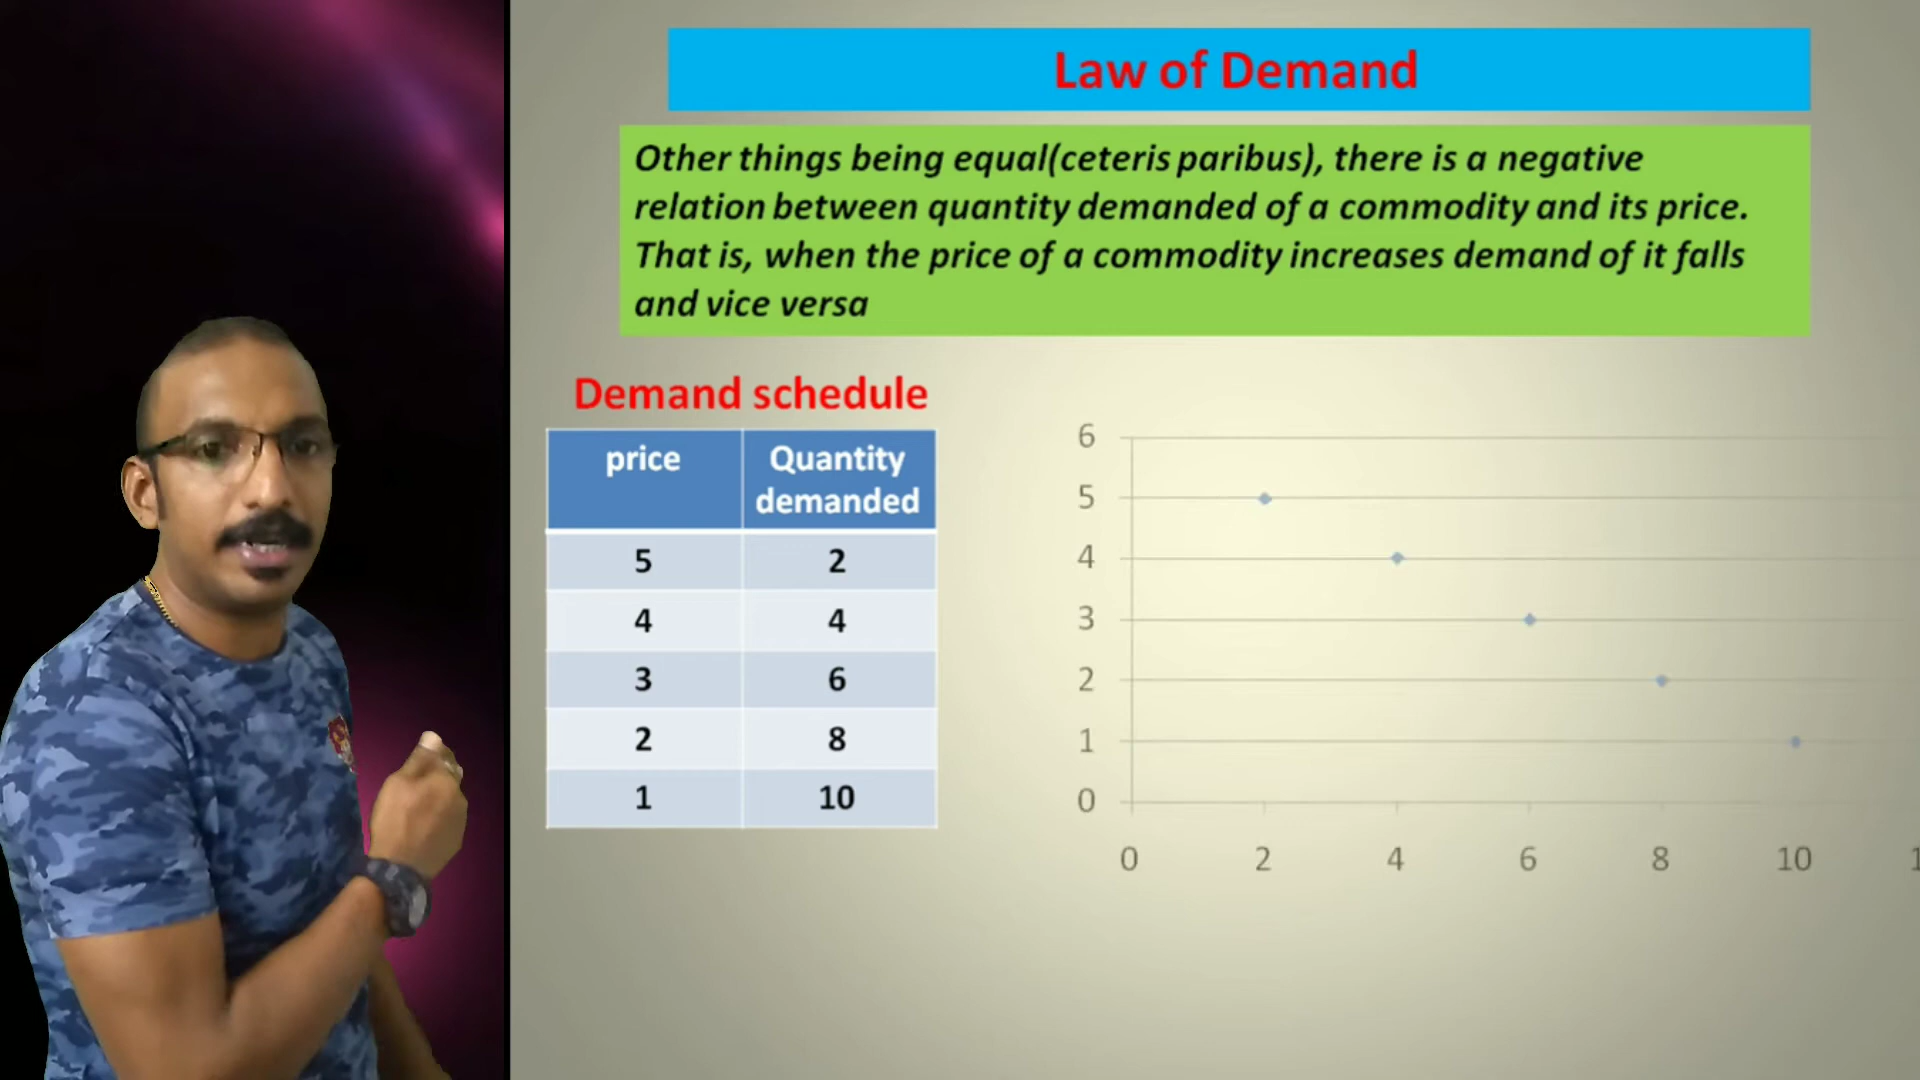 Law of Demand
Other things being equal(ceteris paribus), there is a negative
relation between quantity demanded of a commodity and its price.
That is, when the price of a commodity increases demand of it falls
and vice versa
Demand schedule
price Quantity demanded
5 2
4 4
3 6
2 8
1 10
6
5
4
3
2
1
0
0 2 4 6 8 10